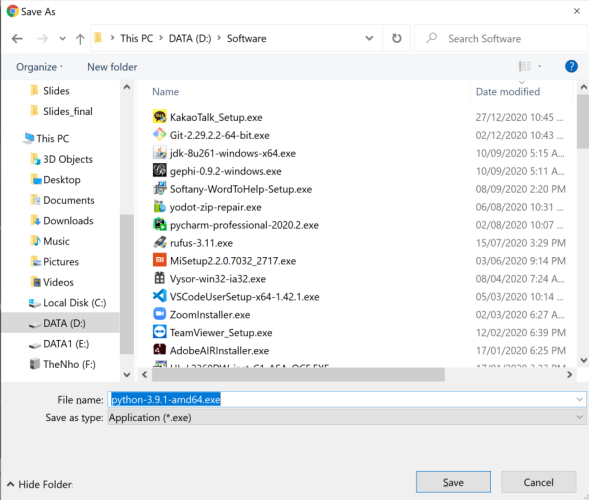 Save As
This PC > DATA (D:) > Software
Search Software
Organize
New folder
Slides
Slides_final
This PC
3D Objects
Desktop
Documents
Downloads
Music
Pictures
Videos
Local Disk (C:)
DATA (D:)
DATA1 (E:)
TheNho (F:)
Name Date modified
KakaoTalk_Setup.exe 27/12/2020 10:45 ...
Git-2.29.2.2-64-bit.exe 02/12/2020 10:43 ...
jdk-8u261-windows-x64.exe 10/09/2020 5:15 A...
gephi-0.9.2-windows.exe 10/09/2020 5:11 A...
Softany-WordToHelp-Setup.exe 08/09/2020 2:20 PM
yodot-zip-repair.exe 06/08/2020 10:31 ...
pycharm-professional-2020.2.exe 02/08/2020 10:07 ...
rufus-3.11.exe 15/07/2020 3:29 PM
MiSetup2.2.0.7032_2717.exe 03/06/2020 9:14 PM
Vysor-win32-ia32.exe 08/04/2020 7:24 A...
VSCodeUserSetup-x64-1.42.1.exe 05/03/2020 10:14 ...
ZoomInstaller.exe 02/03/2020 6:27 A...
TeamViewer_Setup.exe 12/02/2020 6:39 PM
AdobeAIRInstaller.exe 17/01/2020 6:25 PM
File name: python-3.9.1-amd64.exe
Save as type: Application (*.exe)
Hide Folder
Save
Cancel